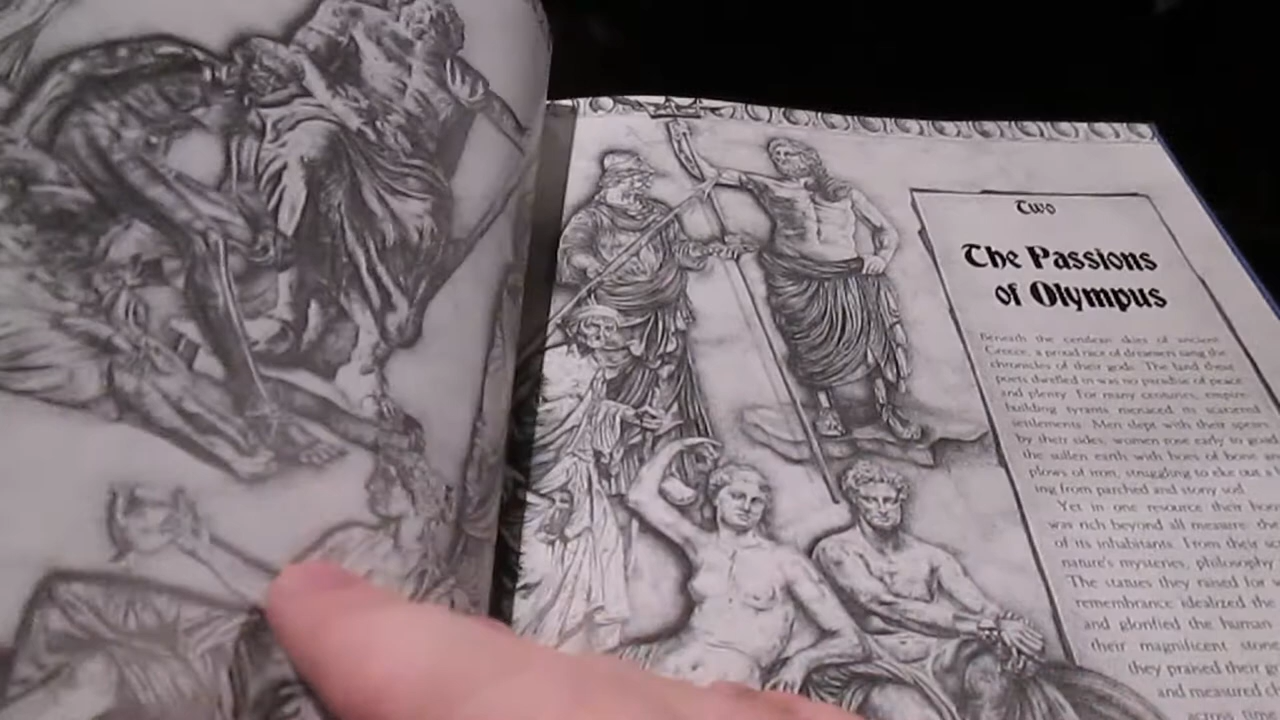 Two
The Passions
of Olympus
Beneath the cerulean skies of ancient
Greece, a proud race of dreamers sang the
chronicles of their gods. The land these
poets dwelled in was no paradise of peace
and plenty. For many centuries, empire-
building tyrants menaced its scattered
settlements. Men slept with their spears
by their sides; women rose early to goad
the sullen earth with hoes of bone and
plows of iron, struggling to eke out a
ing from parched and stony soil.
Yet in one resource their
was rich beyond all measure: the
of its inhabitants. From their
nature's mysteries, philosophy
The statues they raised for
remembrance idealized the
and glorified the human
their magnificent stone
they praised their
and measured
across time